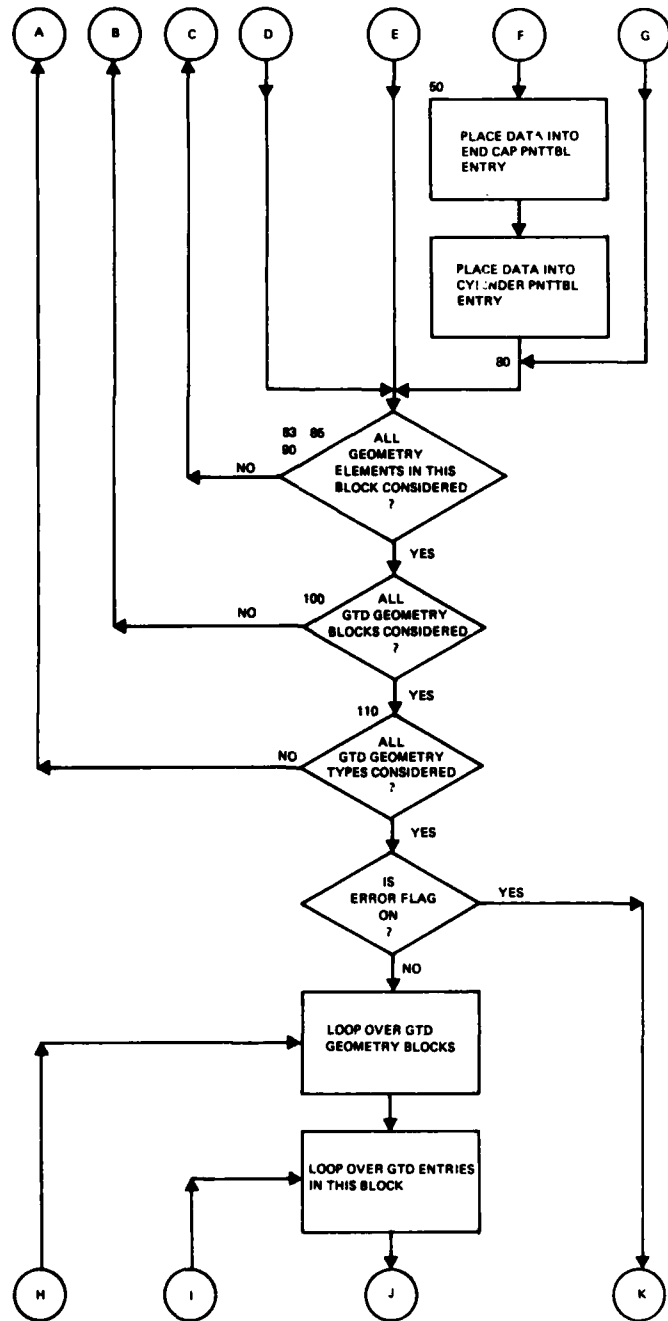 A B C D E F G
50
PLACE DATA INTO
END CAP PNTTBL
ENTRY
PLACE DATA INTO
ENTRY
80
83 86
90
ALL
GEOMETRY
ELEMENTS IN THIS
BLOCK CONSIDERED
?
NO
YES
100
ALL
GTD GEOMETRY
BLOCKS CONSIDERED
?
NO
YES
110
ALL
GTD GEOMETRY
TYPES CONSIDERED
?
NO
YES
IS
ERROR FLAG
ON
?
YES
NO
LOOP OVER GTD
GEOMETRY BLOCKS
LOOP OVER GTD ENTRIES
IN THIS BLOCK
H I J K